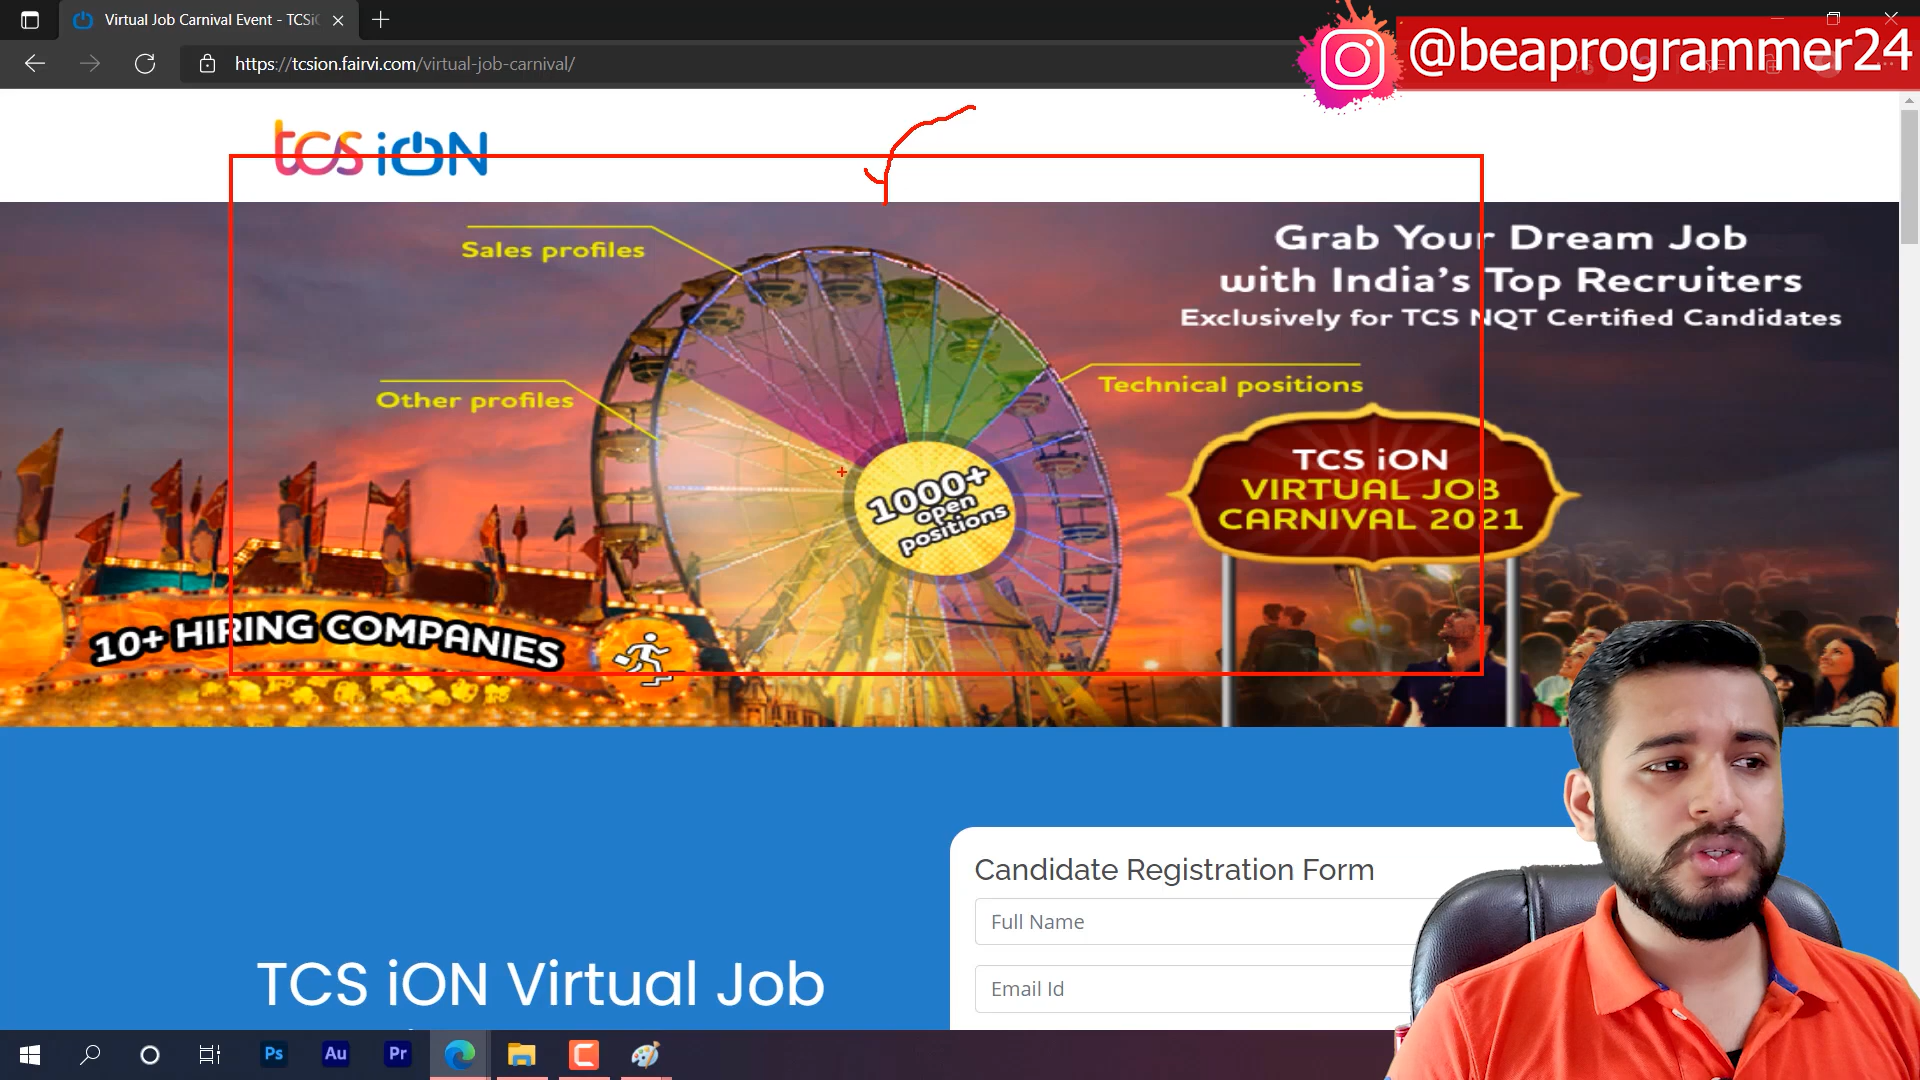 Virtual Job Carnival Event - TCSiO
https://tcsion.fairvi.com/virtual-job-carnival/
@beaprogrammer24
tcs iON
Sales profiles
Other profiles
Technical positions
Grab Your Dream Job
with India's Top Recruiters
Exclusively for TCS NQT Certified Candidates
1000+
open
positions
TCS iON
VIRTUAL JOB
CARNIVAL 2021
10+ HIRING COMPANIES
TCS iON Virtual Job
Candidate Registration Form
Full Name
Email Id
Ps
Au
Pr